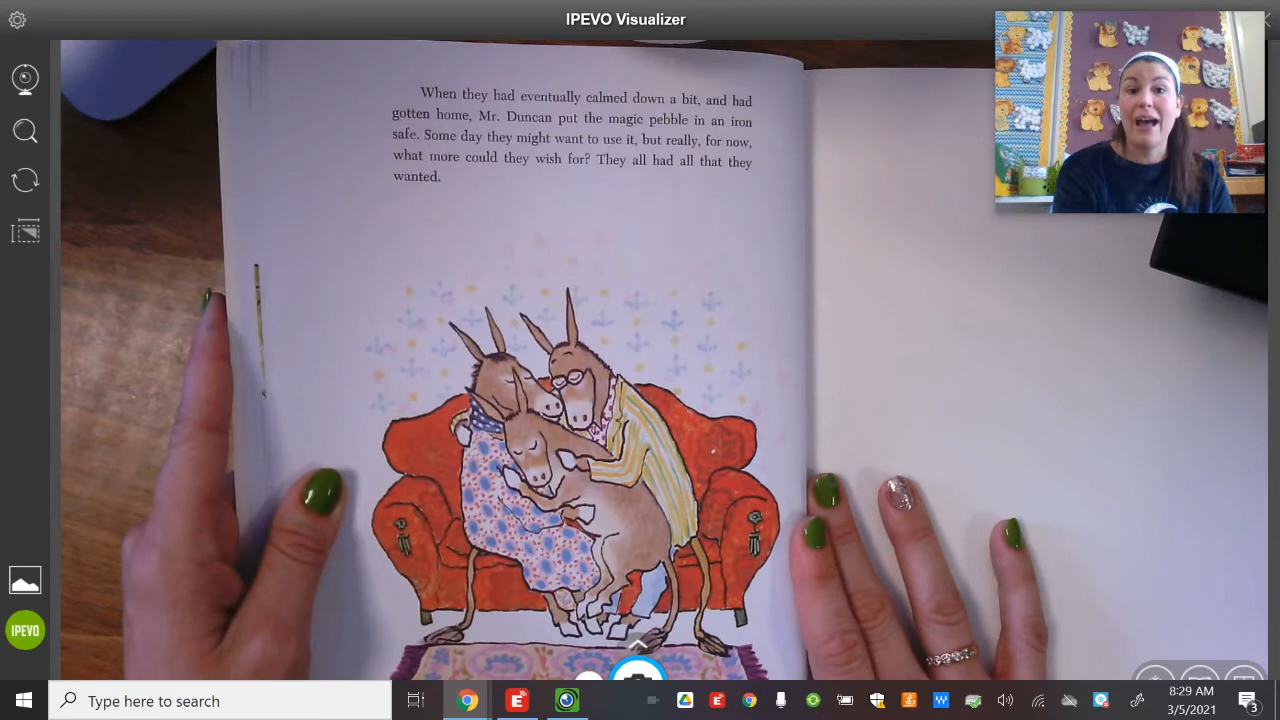 IPEVO Visualizer
When they had eventually calmed down a bit, and had
gotten home, Mr. Duncan put the magic pebble in an iron
safe. Some day they might want to use it, but really, for now,
what more could they wish for? They all had all that they
wanted.
IPEVO
Type here to search
8:29 AM
3/5/2021
3